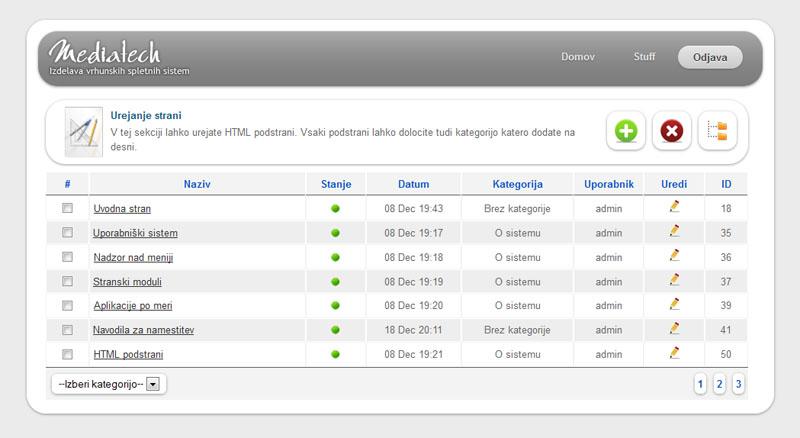 Mediatech
Izdelava vrhunskih spletnih sistem
Domov Stuff Odjava
Urejanje strani
V tej sekciji lahko urejate HTML podstrani. Vsaki podstrani lahko dolocite tudi kategorijo katero dodate na
desni.
# Naziv Stanje Datum Kategorija Uporabnik Uredi ID
Uvodna stran 08 Dec 19:43 Brez kategorije admin 18
Uporabniški sistem 08 Dec 19:17 O sistemu admin 35
Nadzor nad meniji 08 Dec 19:18 O sistemu admin 36
Stranski moduli 08 Dec 19:19 O sistemu admin 37
Aplikacije po meri 08 Dec 19:20 O sistemu admin 39
Navodila za namestitev 18 Dec 20:11 Brez kategorije admin 41
HTML podstrani 08 Dec 19:21 O sistemu admin 50
--Izberi kategorijo-- 1 2 3